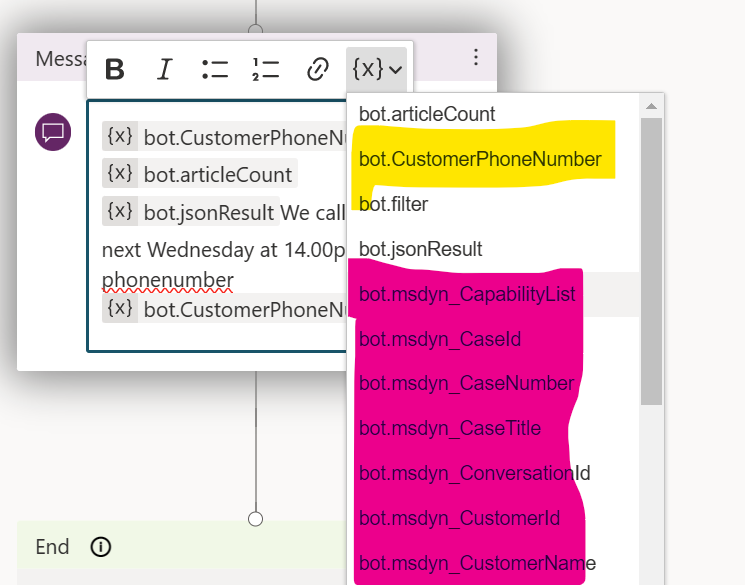 Messa
B I {x}
{x} bot.CustomerPhoneNu
{x} bot.articleCount
{x} bot.jsonResult We call
next Wednesday at 14.00p
phonenumber
{x} bot.CustomerPhoneNu
bot.articleCount
bot.CustomerPhoneNumber
bot.filter
bot.jsonResult
bot.msdyn_CapabilityList
bot.msdyn_CaseId
bot.msdyn_CaseNumber
bot.msdyn_CaseTitle
bot.msdyn_ConversationId
bot.msdyn_CustomerId
bot.msdyn_CustomerName
End